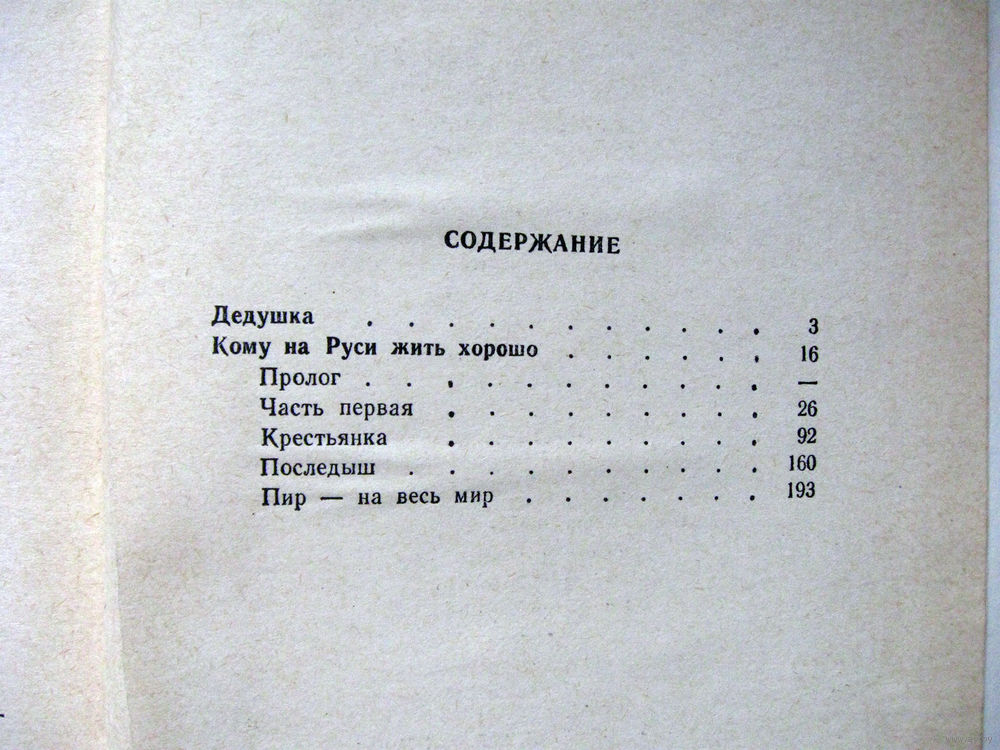 СОДЕРЖАНИЕ
Дедушка . . . . . . . . . . . 3
Кому на Руси жить хорошо . . . . . . 16
Пролог . . . . . . . . . . . —
Часть первая . . . . . . . . . 26
Крестьянка . . . . . . . . . 92
Последыш . . . . . . . . . . 160
Пир — на весь мир . . . . . . . 193